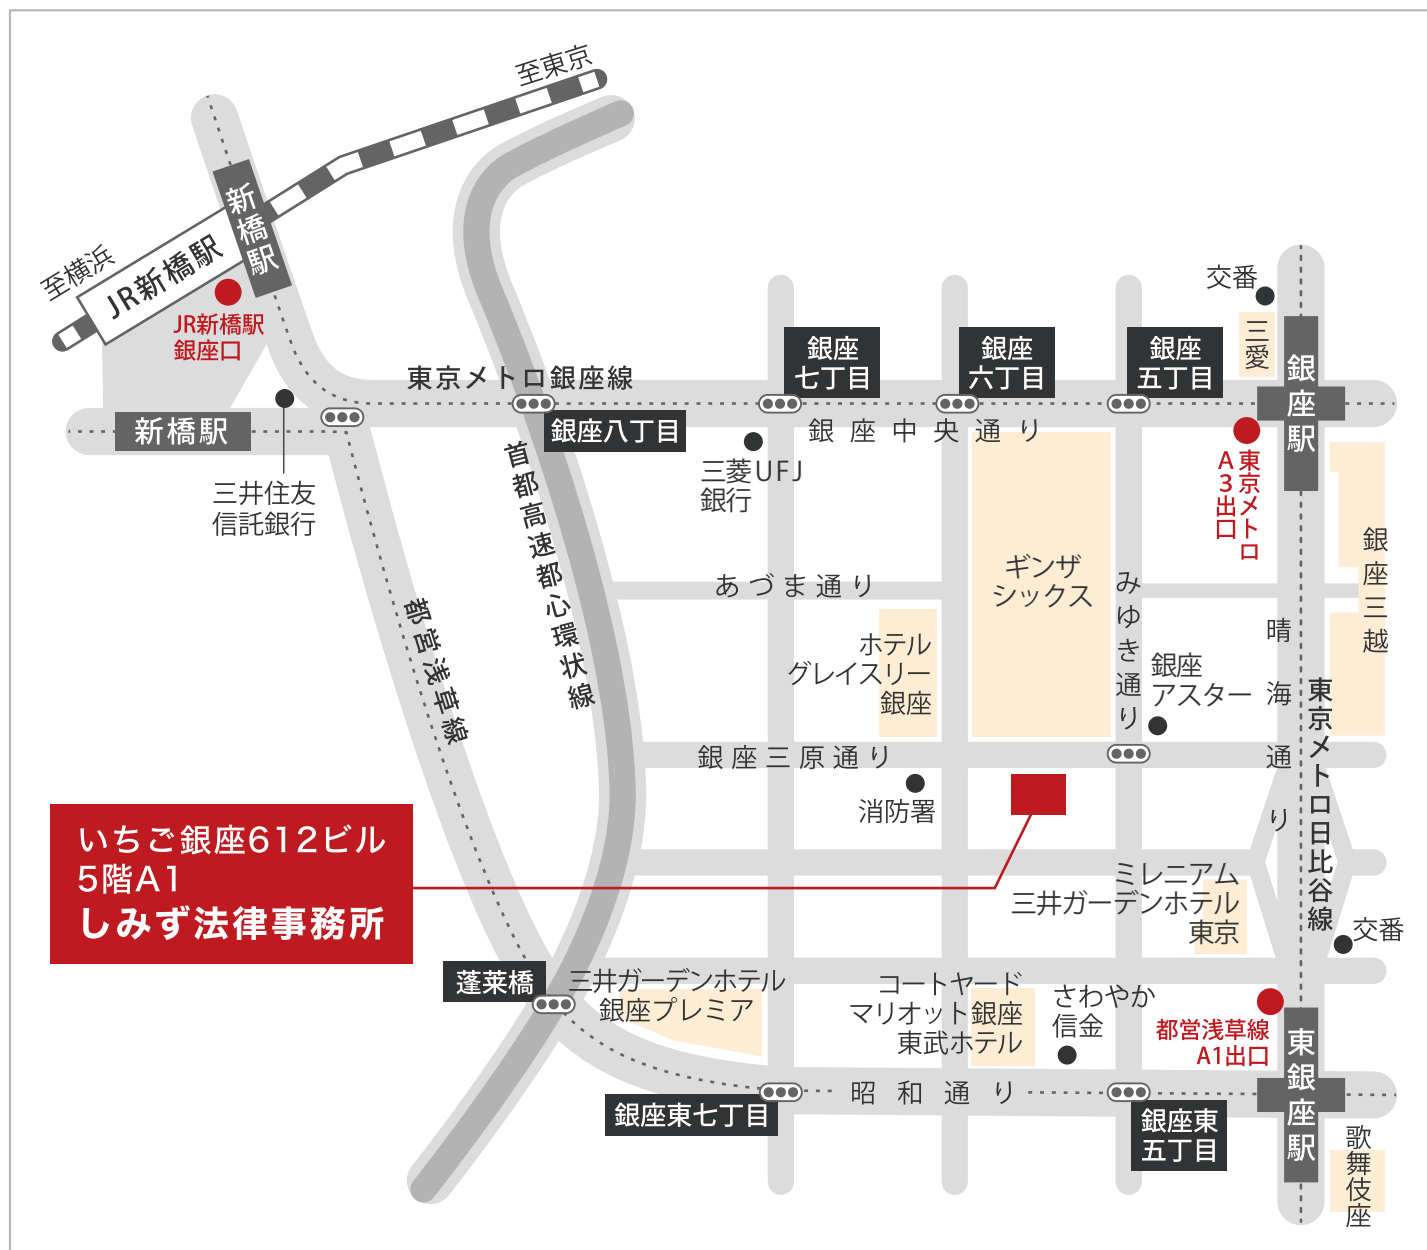 至東京
新橋駅
至横浜
JR新橋駅
JR新橋駅
銀座口
新橋駅
三井住友
信託銀行
東京メトロ銀座線
銀座八丁目
銀座
七丁目
銀座
六丁目
銀座
五丁目
交番
三愛
銀座駅
銀座中央通り
三菱UFJ
銀行
東京メトロ
A3出口
首都高速都心環状線
都営浅草線
あづま通り
ギンザ
シックス
みゆき通り
銀座三越
ホテル
グレイスリー
銀座
銀座
アスター
晴海通り
東京メトロ日比谷線
銀座三原通り
消防署
いちご銀座612ビル
5階A1
しみず法律事務所
ミレニアム
三井ガーデンホテル
東京
交番
蓬莱橋
三井ガーデンホテル
銀座プレミア
コートヤード
マリオット銀座
東武ホテル
さわやか
信金
都営浅草線
A1出口
東銀座駅
昭和通り
銀座東七丁目
銀座東
五丁目
歌舞伎座